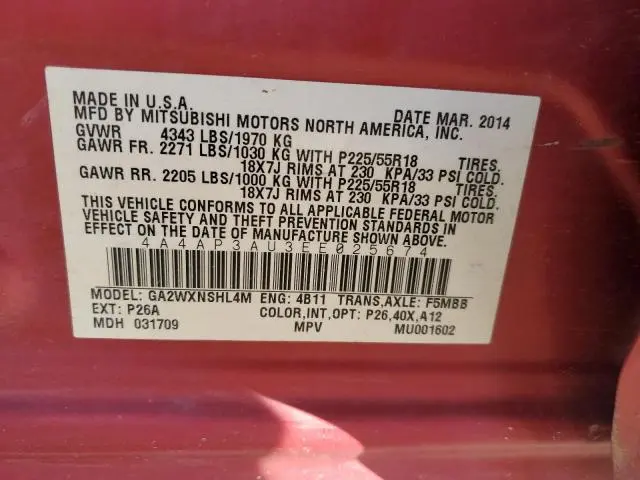 MADE IN U.S.A. DATE MAR. 2014
MFD BY MITSUBISHI MOTORS NORTH AMERICA, INC.
GVWR 4343 LBS/1970 KG
GAWR FR. 2271 LBS/1030 KG WITH P225/55R18 TIRES.
18X7J RIMS AT 230 KPA/33 PSI COLD.
GAWR RR. 2205 LBS/1000 KG WITH P225/55R18 TIRES.
18X7J RIMS AT 230 KPA/33 PSI COLD.
THIS VEHICLE CONFORMS TO ALL APPLICABLE FEDERAL MOTOR
VEHICLE SAFETY AND THEFT PREVENTION STANDARDS IN
EFFECT ON THE DATE OF MANUFACTURE SHOWN ABOVE.
4A4AP3AU3EE025674
MODEL: GA2WXNSHL4M ENG: 4B11 TRANS,AXLE: F5MBB
EXT: P26A COLOR,INT,OPT: P26,40X,A12
MDH 031709 MPV MU001602